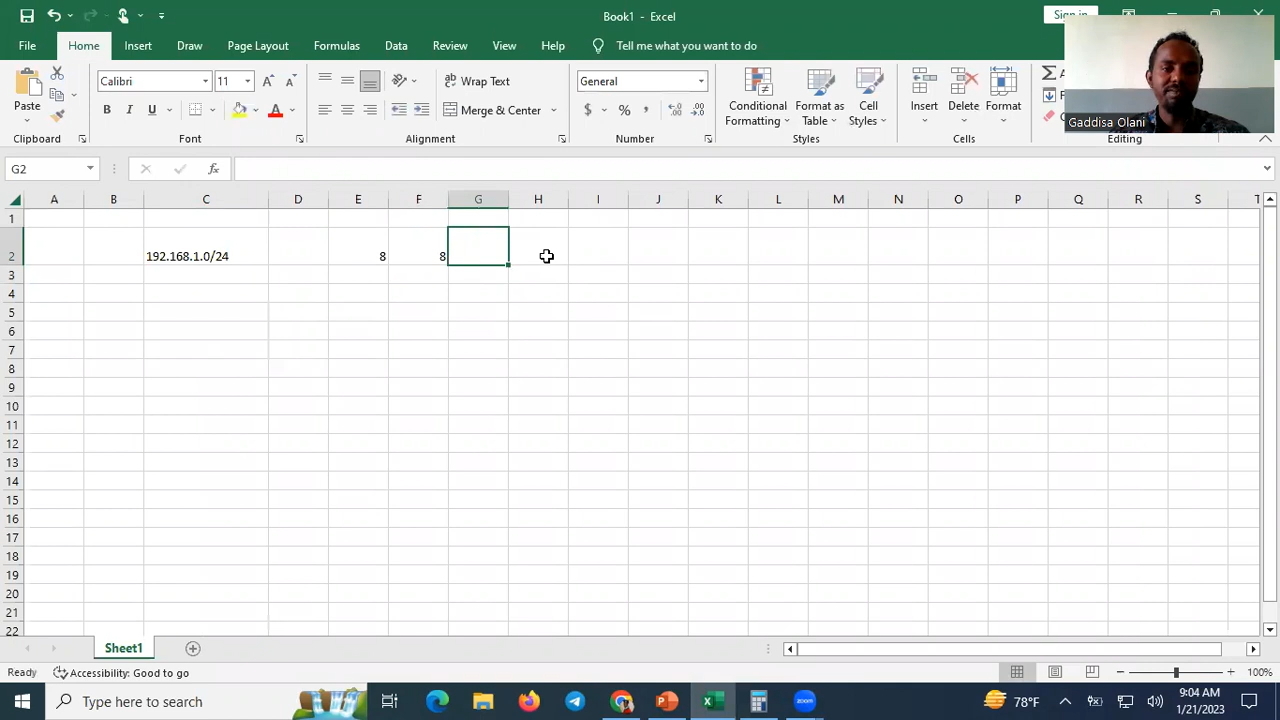 Book1 - Excel
Sign in
File Home Insert Draw Page Layout Formulas Data Review View Help Tell me what you want to do
Paste
Calibri 11
Wrap Text
General
B I U
Merge & Center
$ % ,
Conditional Formatting
Format as Table
Cell Styles
Insert Delete Format
Clipboard Font Alignment Number Styles Cells Editing
Gaddisa Olani
G2
fx
A B C D E F G H I J K L M N O P Q R S T
1
2 192.168.1.0/24 8 8
3
4
5
6
7
8
9
10
11
12
13
14
15
16
17
18
19
20
21
22
Sheet1
Ready Accessibility: Good to go 100%
Type here to search
zoom
78°F
9:04 AM
1/21/2023